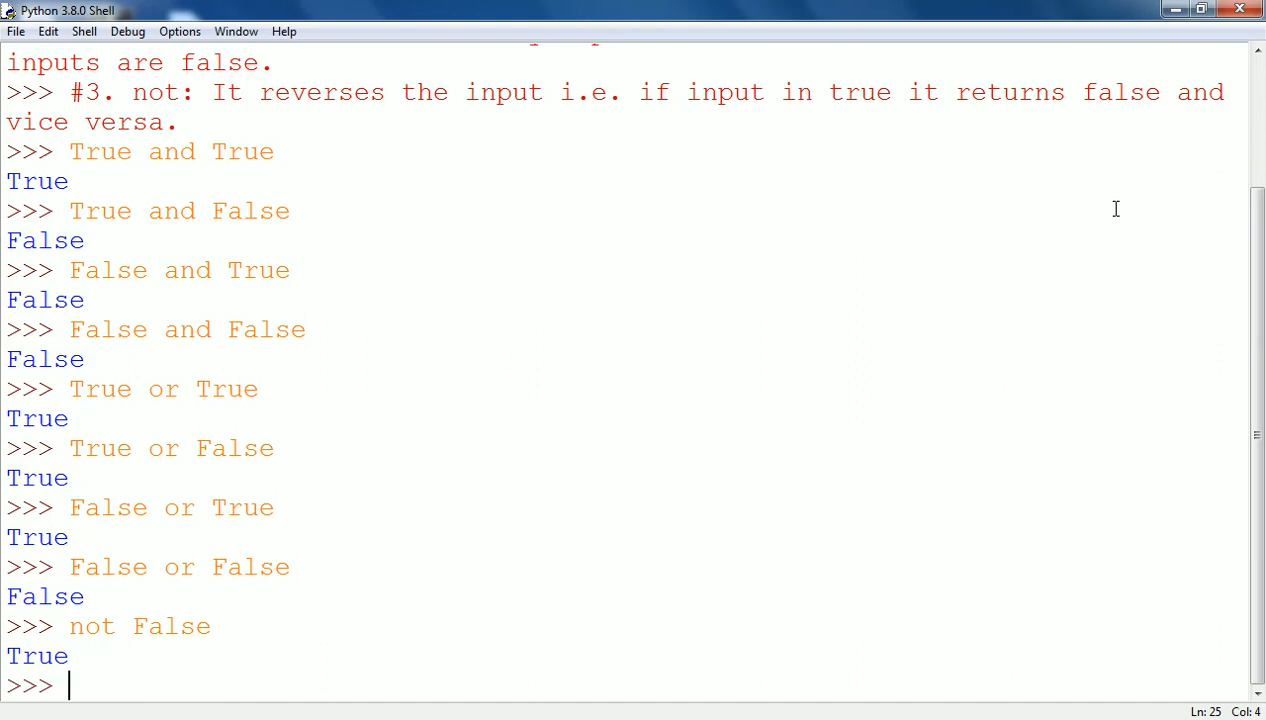 Python 3.8.0 Shell
File Edit Shell Debug Options Window Help
inputs are false.
>>> #3. not: It reverses the input i.e. if input in true it returns false and
vice versa.
>>> True and True
True
>>> True and False
False
>>> False and True
False
>>> False and False
False
>>> True or True
True
>>> True or False
True
>>> False or True
True
>>> False or False
False
>>> not False
True
>>>
Ln: 25 Col: 4